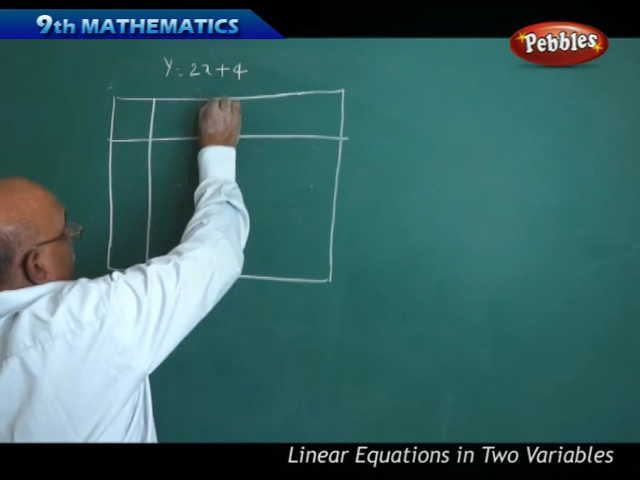 9th MATHEMATICS
Pebbles
Y = 2x + 4
Linear Equations in Two Variables